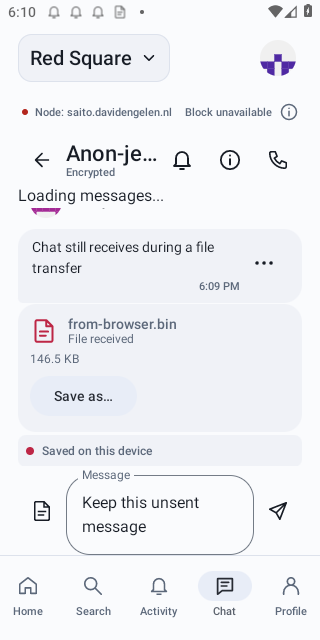 6:10
Red Square
Node: saito.davidengelen.nl Block unavailable
Anon-je…
Encrypted
Loading messages...
Chat still receives during a file
transfer
6:09 PM
from-browser.bin
File received
146.5 KB
Save as…
Saved on this device
Message
Keep this unsent
message
Home Search Activity Chat Profile